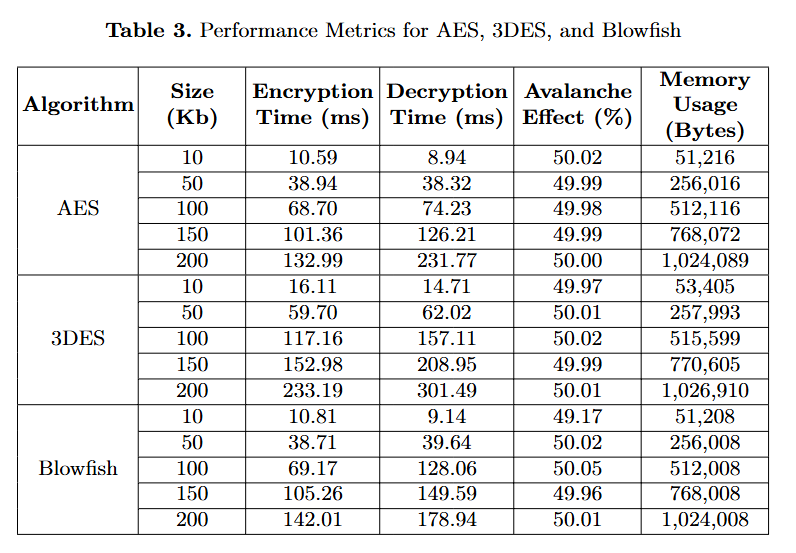 Table 3. Performance Metrics for AES, 3DES, and Blowfish
Algorithm Size (Kb) Encryption Time (ms) Decryption Time (ms) Avalanche Effect (%) Memory Usage (Bytes)
AES
10 10.59 8.94 50.02 51,216
50 38.94 38.32 49.99 256,016
100 68.70 74.23 49.98 512,116
150 101.36 126.21 49.99 768,072
200 132.99 231.77 50.00 1,024,089
3DES
10 16.11 14.71 49.97 53,405
50 59.70 62.02 50.01 257,993
100 117.16 157.11 50.02 515,599
150 152.98 208.95 49.99 770,605
200 233.19 301.49 50.01 1,026,910
Blowfish
10 10.81 9.14 49.17 51,208
50 38.71 39.64 50.02 256,008
100 69.17 128.06 50.05 512,008
150 105.26 149.59 49.96 768,008
200 142.01 178.94 50.01 1,024,008